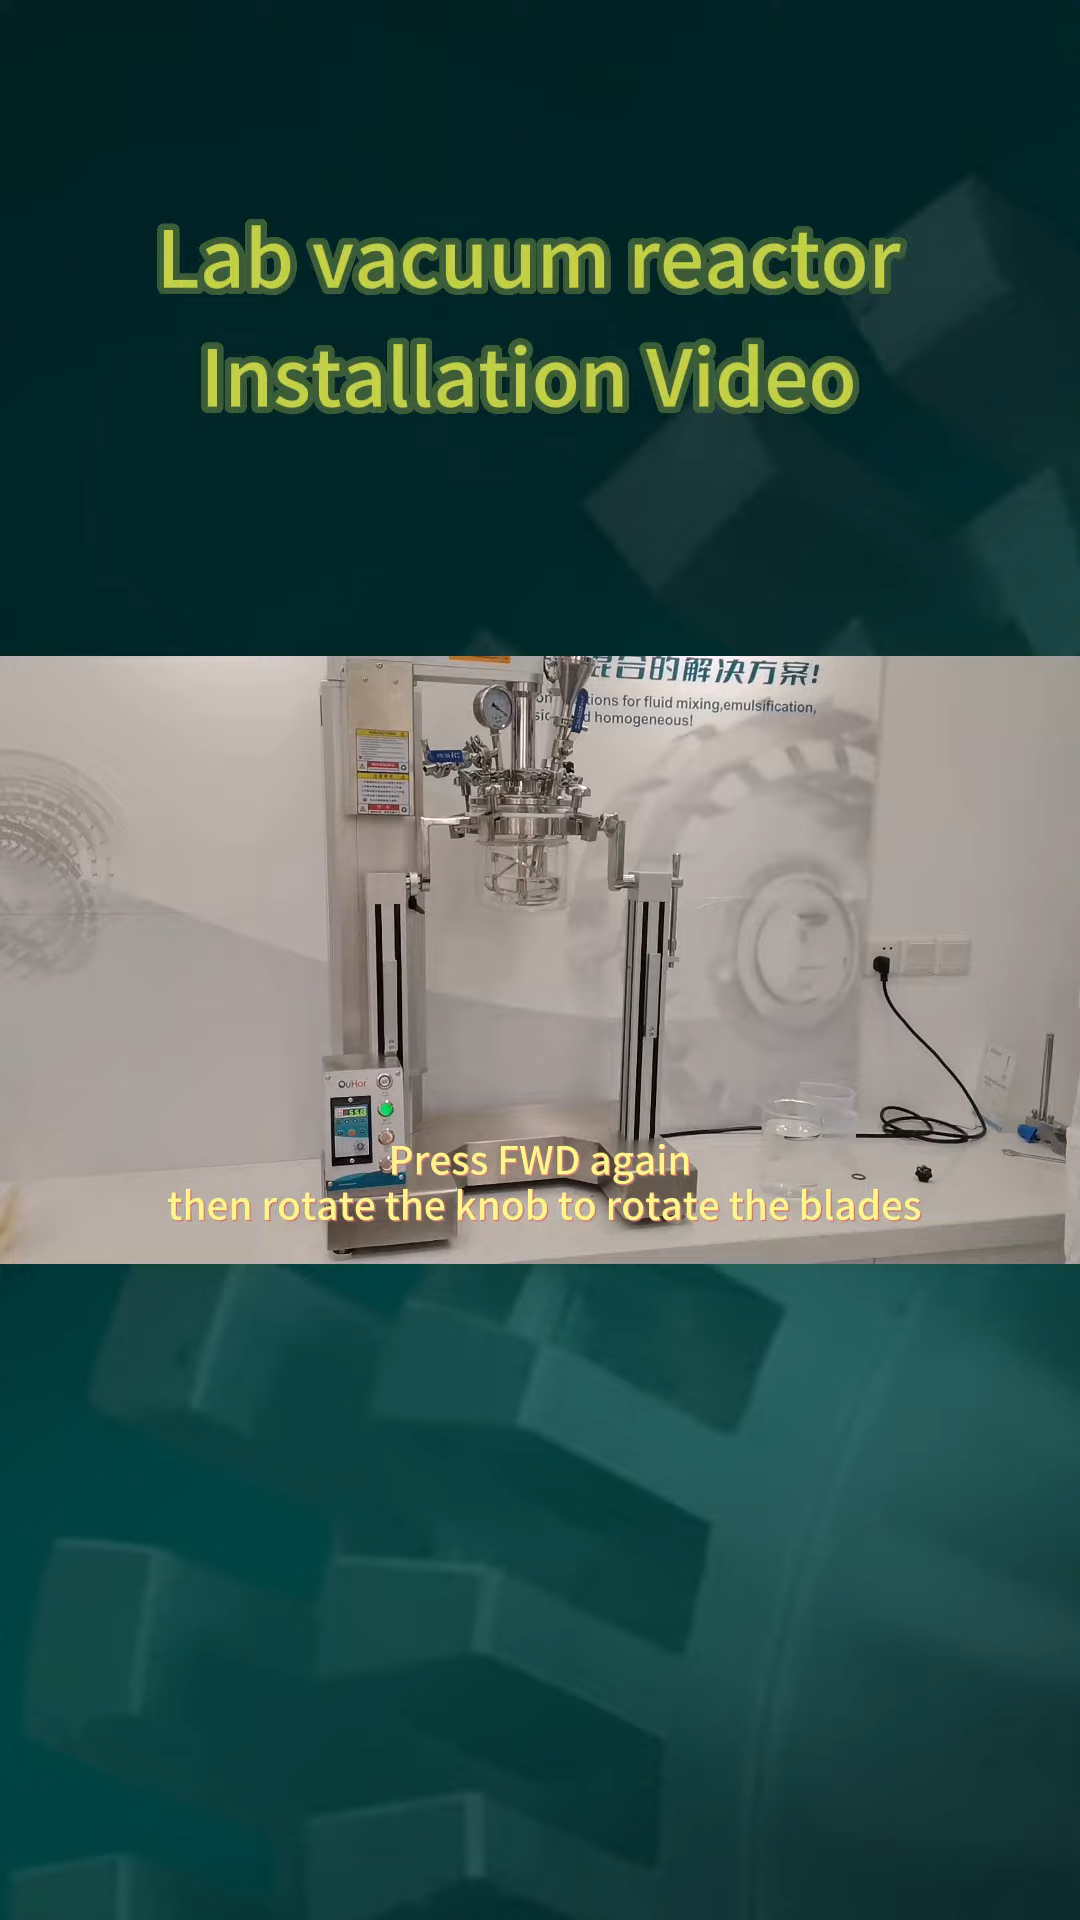 Lab vacuum reactor
Installation Video
混合的解决方案!
tions for fluid mixing,emulsification,
d homogeneous!
OuHor
Press FWD again
then rotate the knob to rotate the blades